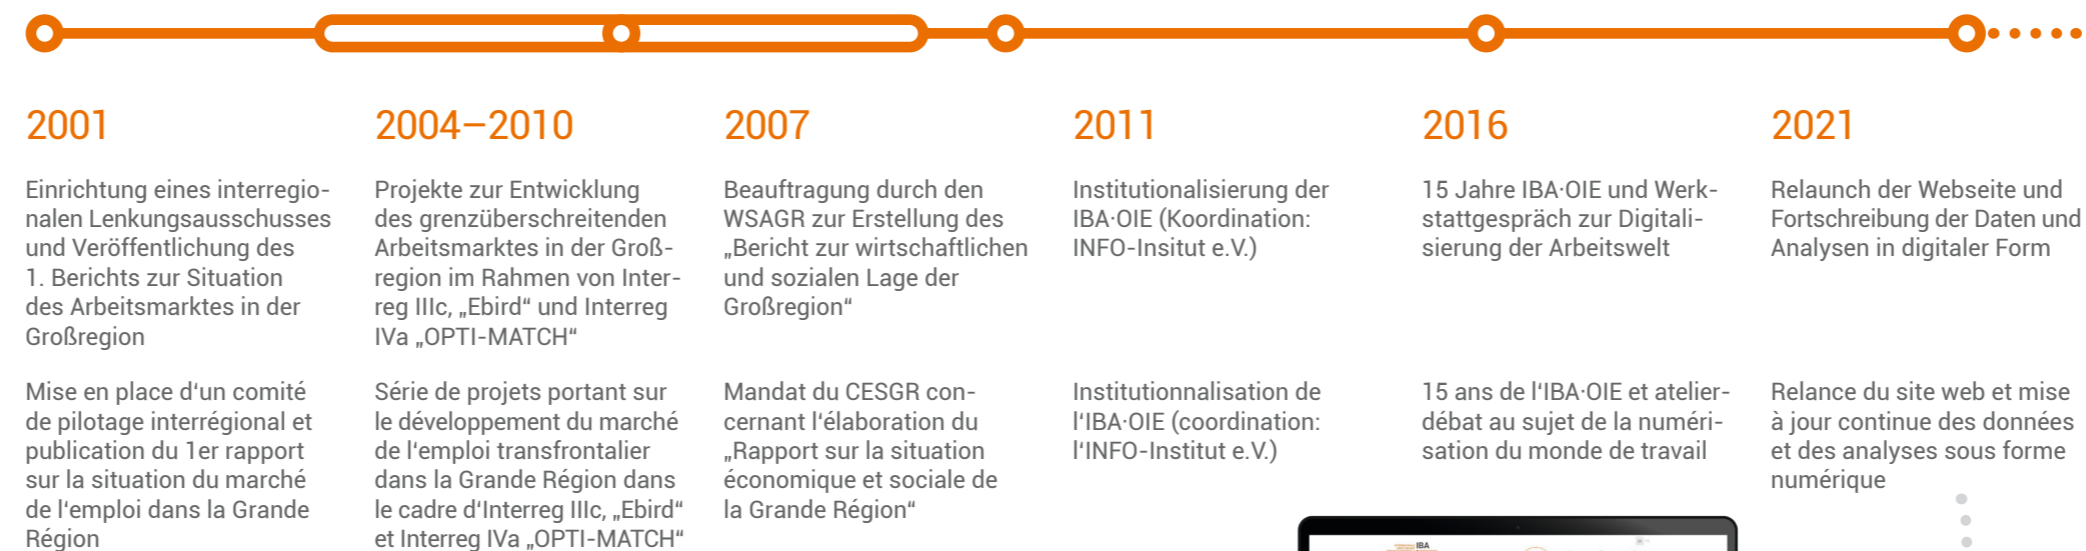 2001
Einrichtung eines interregio-
nalen Lenkungsausschusses
und Veröffentlichung des
1. Berichts zur Situation
des Arbeitsmarktes in der
Großregion
Mise en place d‘un comité
de pilotage interrégional et
publication du 1er rapport
sur la situation du marché
de l‘emploi dans la Grande
Région
2004–2010
Projekte zur Entwicklung
des grenzüberschreitenden
Arbeitsmarktes in der Groß-
region im Rahmen von Inter-
reg IIIc, „Ebird“ und Interreg
IVa „OPTI-MATCH“
Série de projets portant sur
le développement du marché
de l‘emploi transfrontalier
dans la Grande Région dans
le cadre d‘Interreg IIIc, „Ebird“
et Interreg IVa „OPTI-MATCH“
2007
Beauftragung durch den
WSAGR zur Erstellung des
„Bericht zur wirtschaftlichen
und sozialen Lage der
Großregion“
Mandat du CESGR con-
cernant l‘élaboration du
„Rapport sur la situation
économique et sociale de
la Grande Région“
2011
Institutionalisierung der
IBA·OIE (Koordination:
INFO-Insitut e.V.)
Institutionnalisation de
l‘IBA·OIE (coordination:
l‘INFO-Institut e.V.)
2016
15 Jahre IBA·OIE und Werk-
stattgespräch zur Digitali-
sierung der Arbeitswelt
15 ans de l‘IBA·OIE et atelier-
débat au sujet de la numéri-
sation du monde de travail
2021
Relaunch der Webseite und
Fortschreibung der Daten und
Analysen in digitaler Form
Relance du site web et mise
à jour continue des données
et des analyses sous forme
numérique
IBA